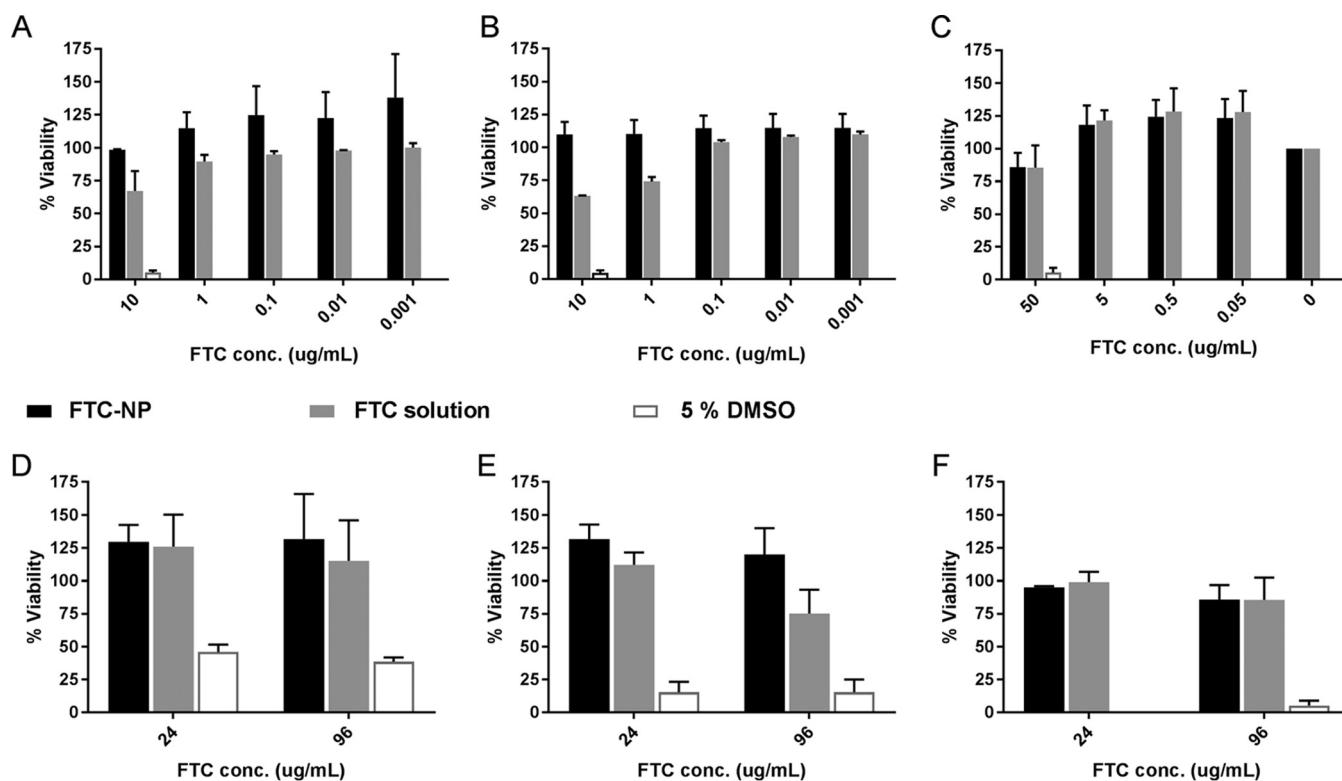 A
175
150
125
100
75
50
25
0
% Viability
10 1 0.1 0.01 0.001
FTC conc. (ug/mL)
B
175
150
125
100
75
50
25
0
% Viability
10 1 0.1 0.01 0.001
FTC conc. (ug/mL)
C
175
150
125
100
75
50
25
0
% Viability
50 5 0.5 0.05 0
FTC conc. (ug/mL)
FTC-NP FTC solution 5 % DMSO
D
175
150
125
100
75
50
25
0
% Viability
24 96
FTC conc. (ug/mL)
E
175
150
125
100
75
50
25
0
% Viability
24 96
FTC conc. (ug/mL)
F
175
150
125
100
75
50
25
0
% Viability
24 96
FTC conc. (ug/mL)